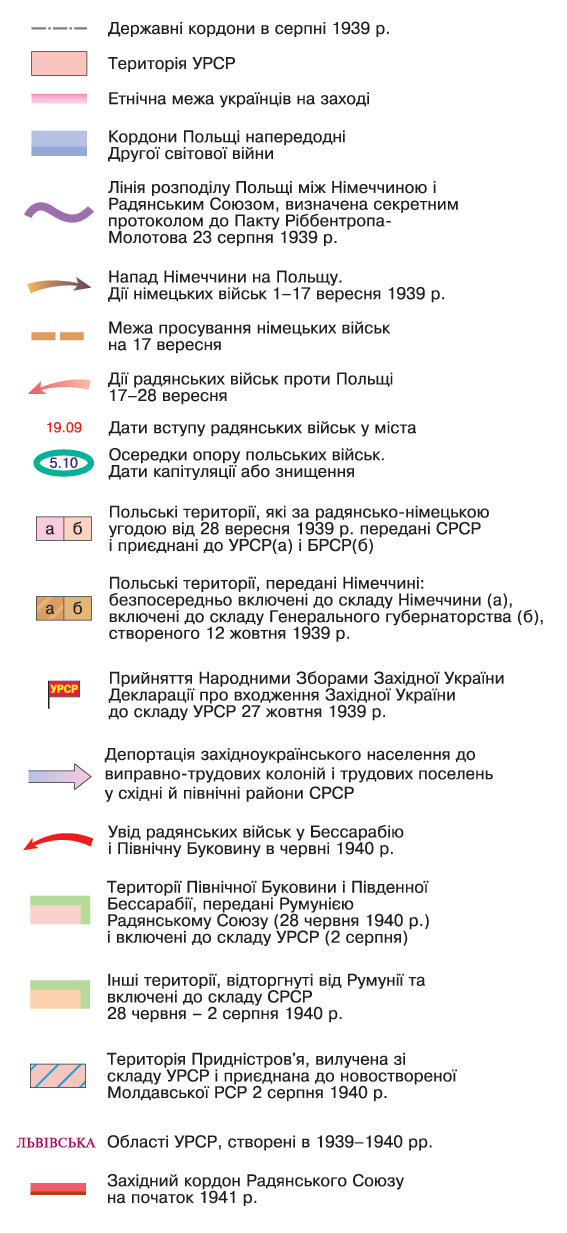 Державні кордони в серпні 1939 р.
Територія УРСР
Етнічна межа українців на заході
Кордони Польщі напередодні
Другої світової війни
Лінія розподілу Польщі між Німеччиною і
Радянським Союзом, визначена секретним
протоколом до Пакту Ріббентропа-
Молотова 23 серпня 1939 р.
Напад Німеччини на Польщу.
Дії німецьких військ 1–17 вересня 1939 р.
Межа просування німецьких військ
на 17 вересня
Дії радянських військ проти Польщі
17–28 вересня
19.09 Дати вступу радянських військ у міста
5.10 Осередки опору польських військ.
Дати капітуляції або знищення
Польські території, які за радянсько-німецькою
а б угодою від 28 вересня 1939 р. передані СРСР
і приєднані до УРСР(а) і БРСР(б)
Польські території, передані Німеччині:
а б безпосередньо включені до складу Німеччини (а),
включені до складу Генерального губернаторства (б),
створеного 12 жовтня 1939 р.
Прийняття Народними Зборами Західної України
УРСР Декларації про входження Західної України
до складу УРСР 27 жовтня 1939 р.
Депортація західноукраїнського населення до
виправно-трудових колоній і трудових поселень
у східні й північні райони СРСР
Увід радянських військ у Бессарабію
і Північну Буковину в червні 1940 р.
Території Північної Буковини і Південної
Бессарабії, передані Румунією
Радянському Союзу (28 червня 1940 р.)
і включені до складу УРСР (2 серпня)
Інші території, відторгнуті від Румунії та
включені до складу СРСР
28 червня – 2 серпня 1940 р.
Територія Придністров’я, вилучена зі
складу УРСР і приєднана до новоствореної
Молдавської РСР 2 серпня 1940 р.
ЛЬВІВСЬКА Області УРСР, створені в 1939–1940 рр.
Західний кордон Радянського Союзу
на початок 1941 р.